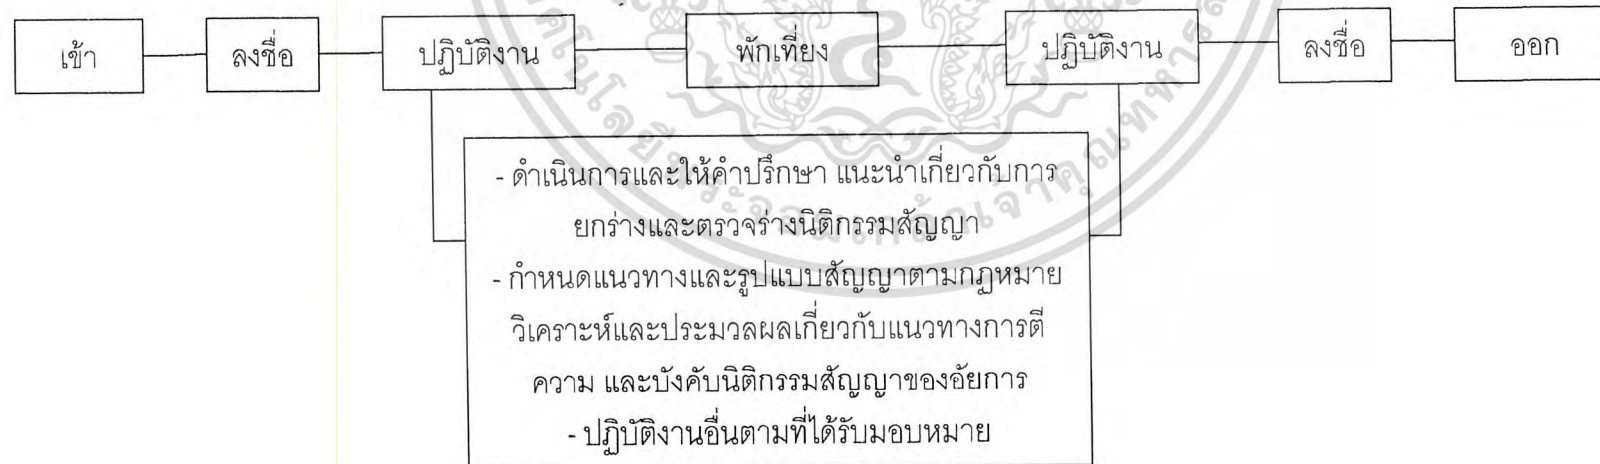 เข้า
ลงชื่อ
ปฏิบัติงาน
พักเที่ยง
ปฏิบัติงาน
ลงชื่อ
ออก
- ดำเนินการและให้คำปรึกษา แนะนำเกี่ยวกับการ
ยกร่างและตรวจร่างนิติกรรมสัญญา
- กำหนดแนวทางและรูปแบบสัญญาตามกฎหมาย
วิเคราะห์และประมวลผลเกี่ยวกับแนวทางการตี
ความ และบังคับนิติกรรมสัญญาของอัยการ
- ปฏิบัติงานอื่นตามที่ได้รับมอบหมาย